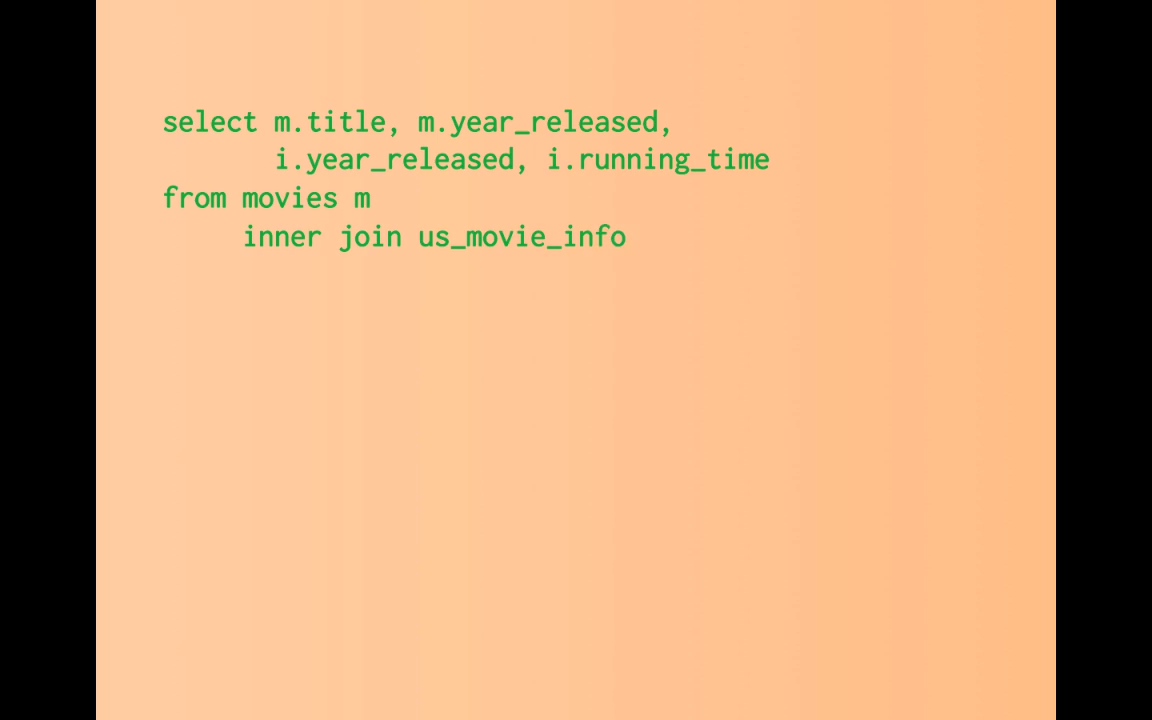 select m.title, m.year_released,
i.year_released, i.running_time
from movies m
inner join us_movie_info